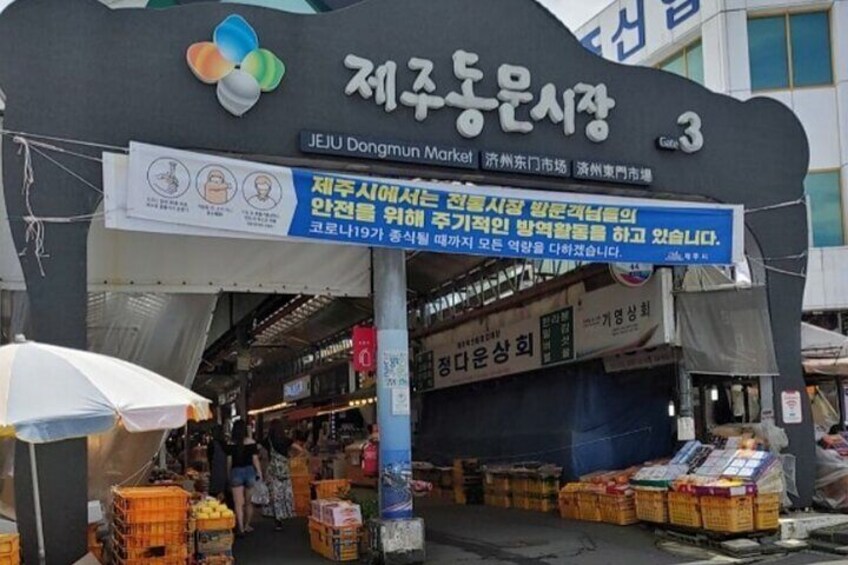 제주동문시장
JEJU Dongmun Market 济州东门市场 済州東門市場
Gate 3
제주시에서는 전통시장 방문객님들의
안전을 위해 주기적인 방역활동을 하고 있습니다.
코로나19가 종식될 때까지 모든 역량을 다하겠습니다.
제주시
정다운상회
기영상회